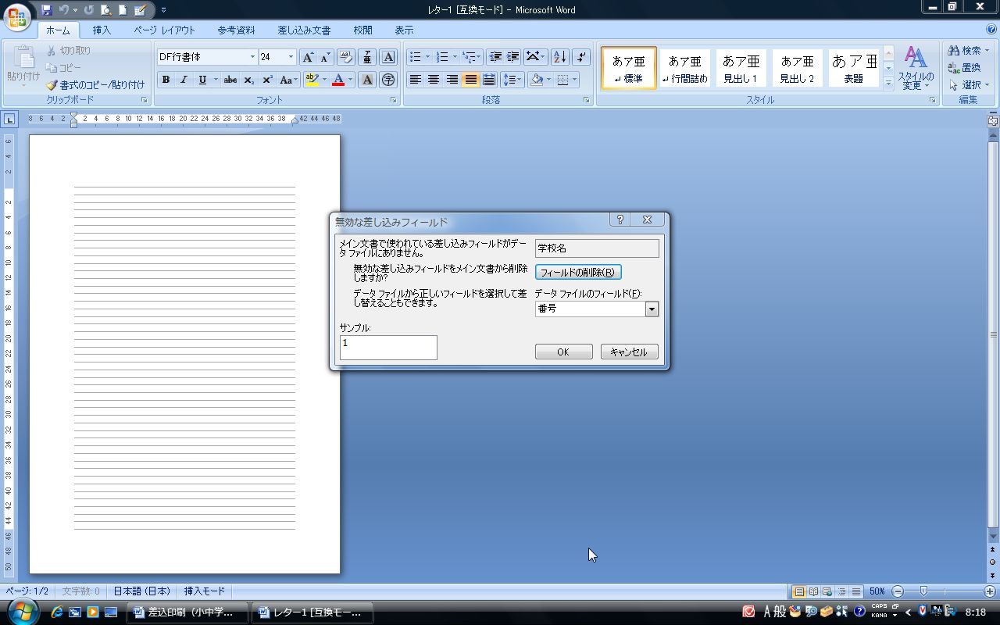 レター1 [互換モード] - Microsoft Word
ホーム 挿入 ページ レイアウト 参考資料 差し込み文書 校閲 表示
貼り付け
切り取り
コピー
書式のコピー/貼り付け
クリップボード
DF行書体 24
フォント
段落
あア亜 あア亜 あア亜 あア亜 あア亜
標準 行間詰め 見出し 1 見出し 2 表題
スタイルの
変更
スタイル
検索
置換
選択
編集
8 6 4 2 2 4 6 8 10 12 14 16 18 20 22 24 26 28 30 32 34 36 38 42 44 46 48
無効な差し込みフィールド
メイン文書で使われている差し込みフィールドがデー
タ ファイルにありません。
学校名
無効な差し込みフィールドをメイン文書から削除
しますか?
フィールドの削除(R)
データ ファイルから正しいフィールドを選択して差
し替えることもできます。
データ ファイルのフィールド(F):
番号
サンプル:
1
OK キャンセル
ページ: 1/2 文字数: 0 日本語 (日本) 挿入モード 50%
差込印刷（小中学... レター1 [互換モー... A 般 CAPS KANA 8:18